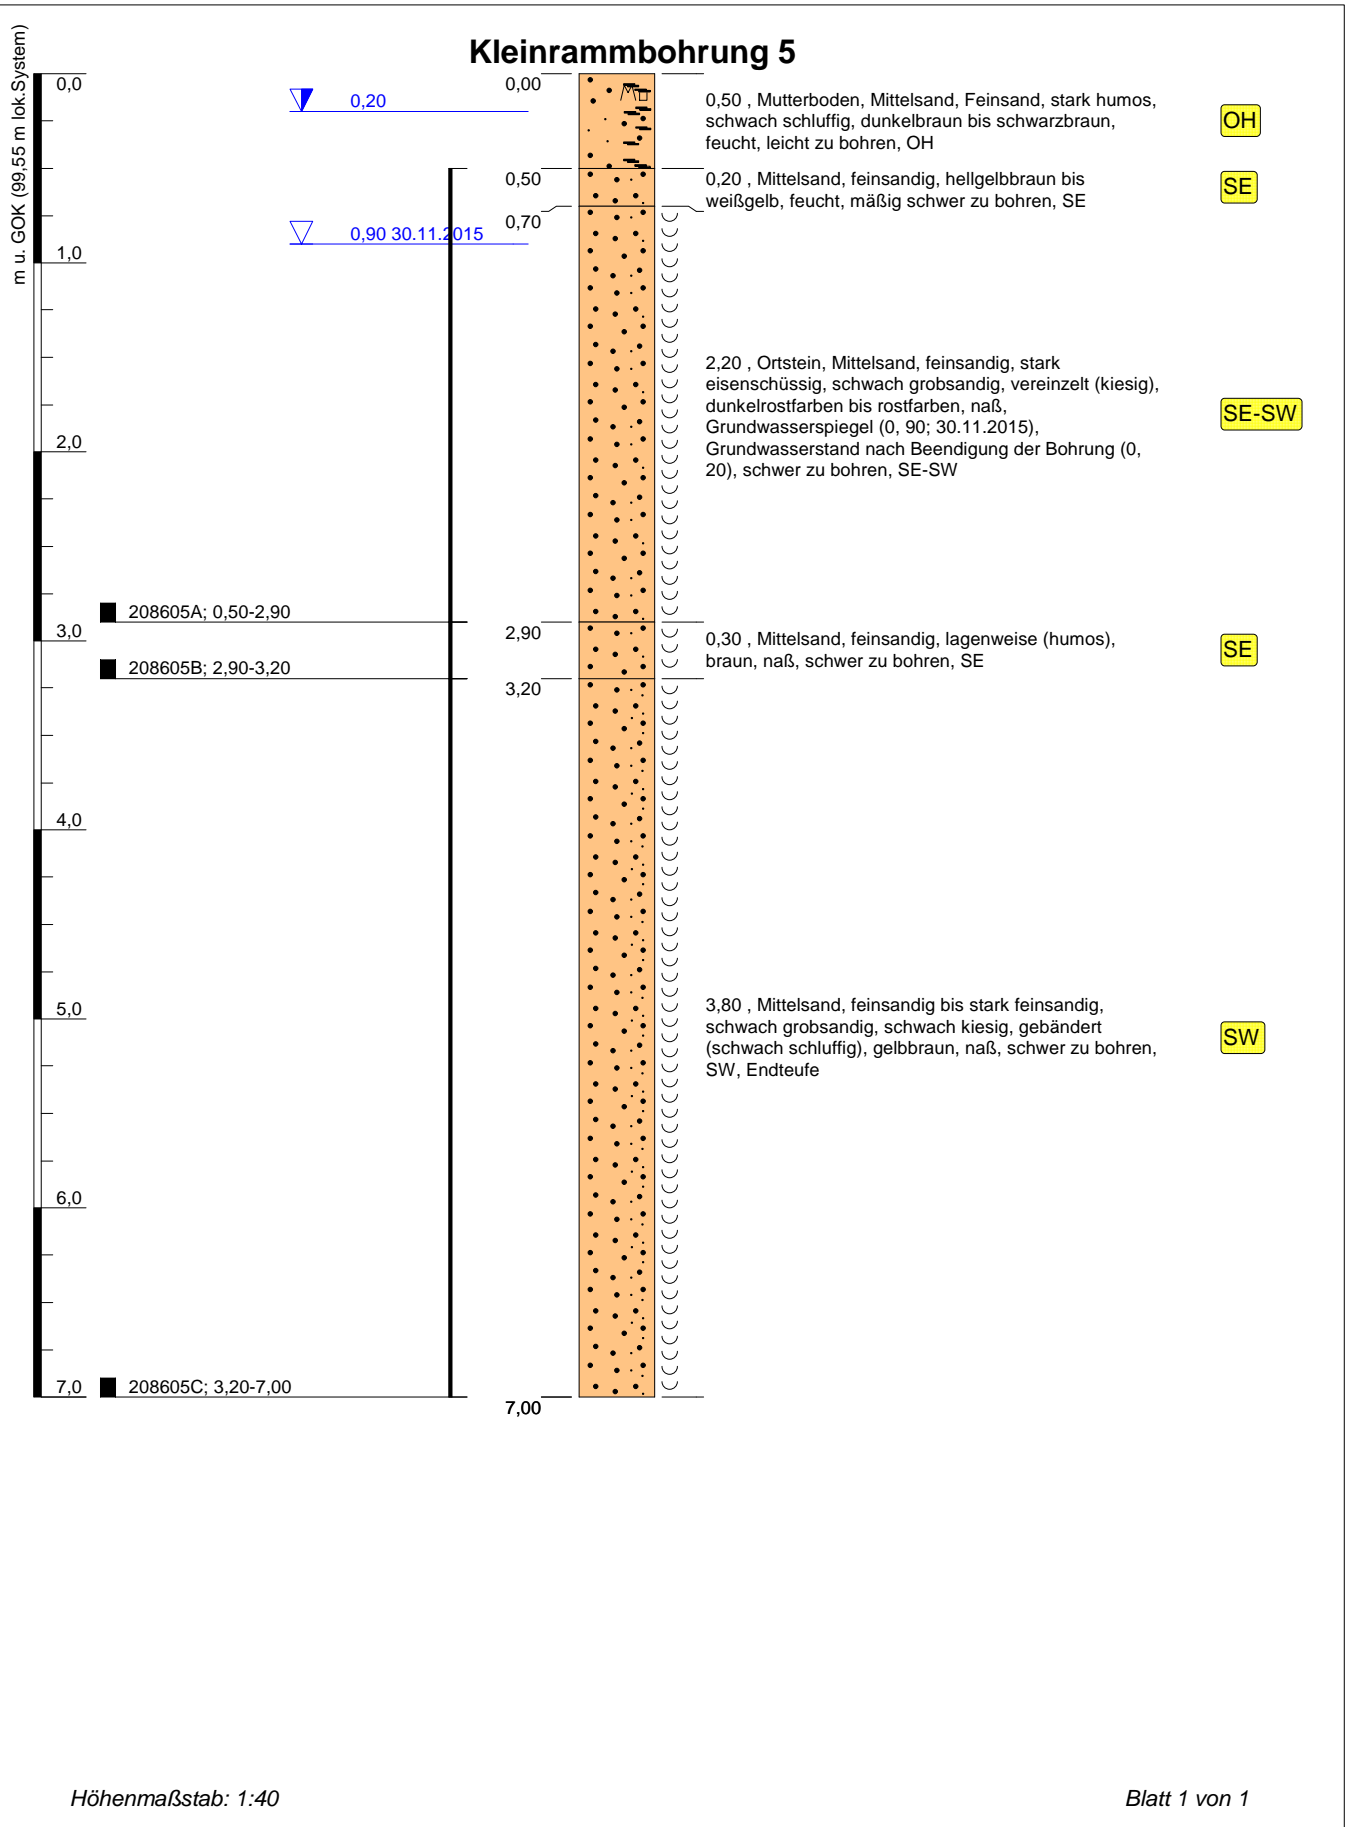 Kleinrammbohrung 5
m u. GOK (99,55 m lok.System)
0,0
0,20
0,00
0,50 , Mutterboden, Mittelsand, Feinsand, stark humos,
schwach schluffig, dunkelbraun bis schwarzbraun,
feucht, leicht zu bohren, OH
OH
0,50
0,20 , Mittelsand, feinsandig, hellgelbbraun bis
weißgelb, feucht, mäßig schwer zu bohren, SE
SE
0,70
0,90 30.11.2015
1,0
2,20 , Ortstein, Mittelsand, feinsandig, stark
eisenschüssig, schwach grobsandig, vereinzelt (kiesig),
dunkelrostfarben bis rostfarben, naß,
Grundwasserspiegel (0, 90; 30.11.2015),
Grundwasserstand nach Beendigung der Bohrung (0,
20), schwer zu bohren, SE-SW
SE-SW
2,0
208605A; 0,50-2,90
3,0
2,90
0,30 , Mittelsand, feinsandig, lagenweise (humos),
braun, naß, schwer zu bohren, SE
SE
208605B; 2,90-3,20
3,20
4,0
5,0
3,80 , Mittelsand, feinsandig bis stark feinsandig,
schwach grobsandig, schwach kiesig, gebändert
(schwach schluffig), gelbbraun, naß, schwer zu bohren,
SW, Endteufe
SW
6,0
7,0
208605C; 3,20-7,00
7,00
Höhenmaßstab: 1:40
Blatt 1 von 1